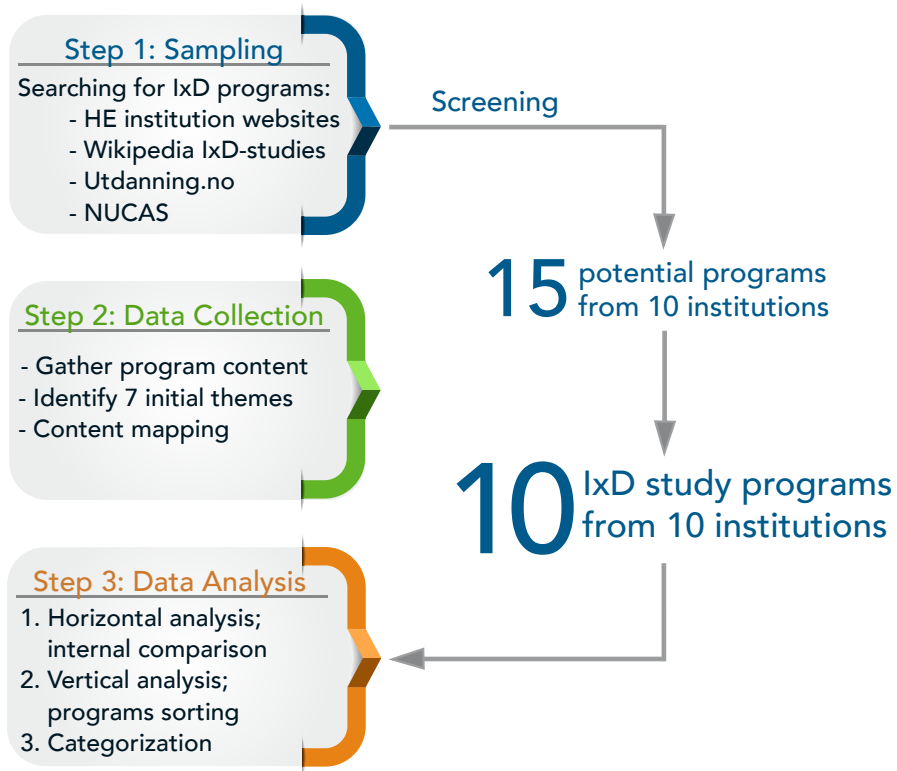 Step 1: Sampling
Searching for IxD programs:
- HE institution websites
- Wikipedia IxD-studies
- Utdanning.no
- NUCAS
Screening
15 potential programs
from 10 institutions
Step 2: Data Collection
- Gather program content
- Identify 7 initial themes
- Content mapping
10 IxD study programs
from 10 institutions
Step 3: Data Analysis
1. Horizontal analysis;
internal comparison
2. Vertical analysis;
programs sorting
3. Categorization